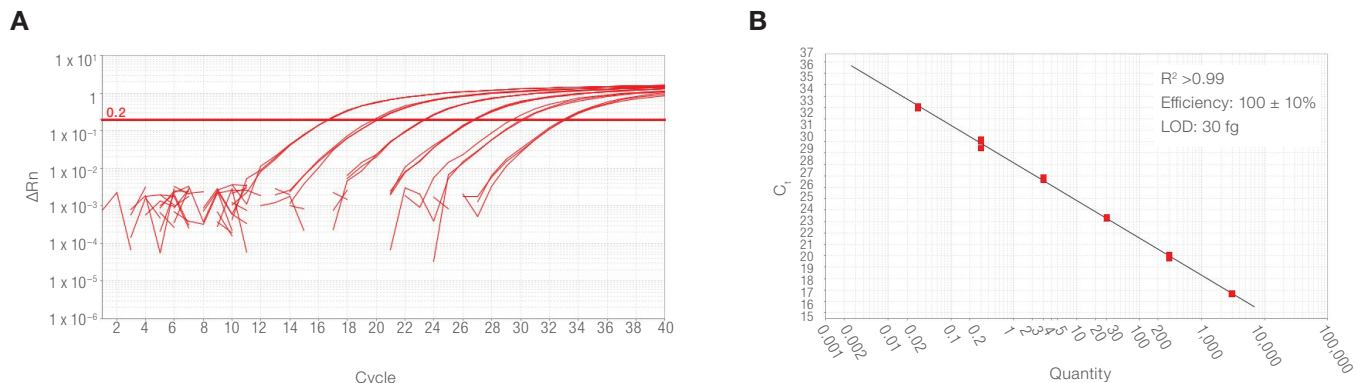 A
B
1 x 10¹
1
0.2
1 x 10⁻¹
1 x 10⁻²
1 x 10⁻³
1 x 10⁻⁴
1 x 10⁻⁵
1 x 10⁻⁶
ΔRn
2 4 6 8 10 12 14 16 18 20 22 24 26 28 30 32 34 36 38 40
Cycle
37
36
35
34
33
32
31
30
29
28
27
26
25
24
23
22
21
20
19
18
17
16
15
Cₜ
R² >0.99
Efficiency: 100 ± 10%
LOD: 30 fg
0.001 0.002 0.01 0.02 0.1 0.2 1 2 3 4 5 10 20 30 100 200 1,000 10,000 100,000
Quantity